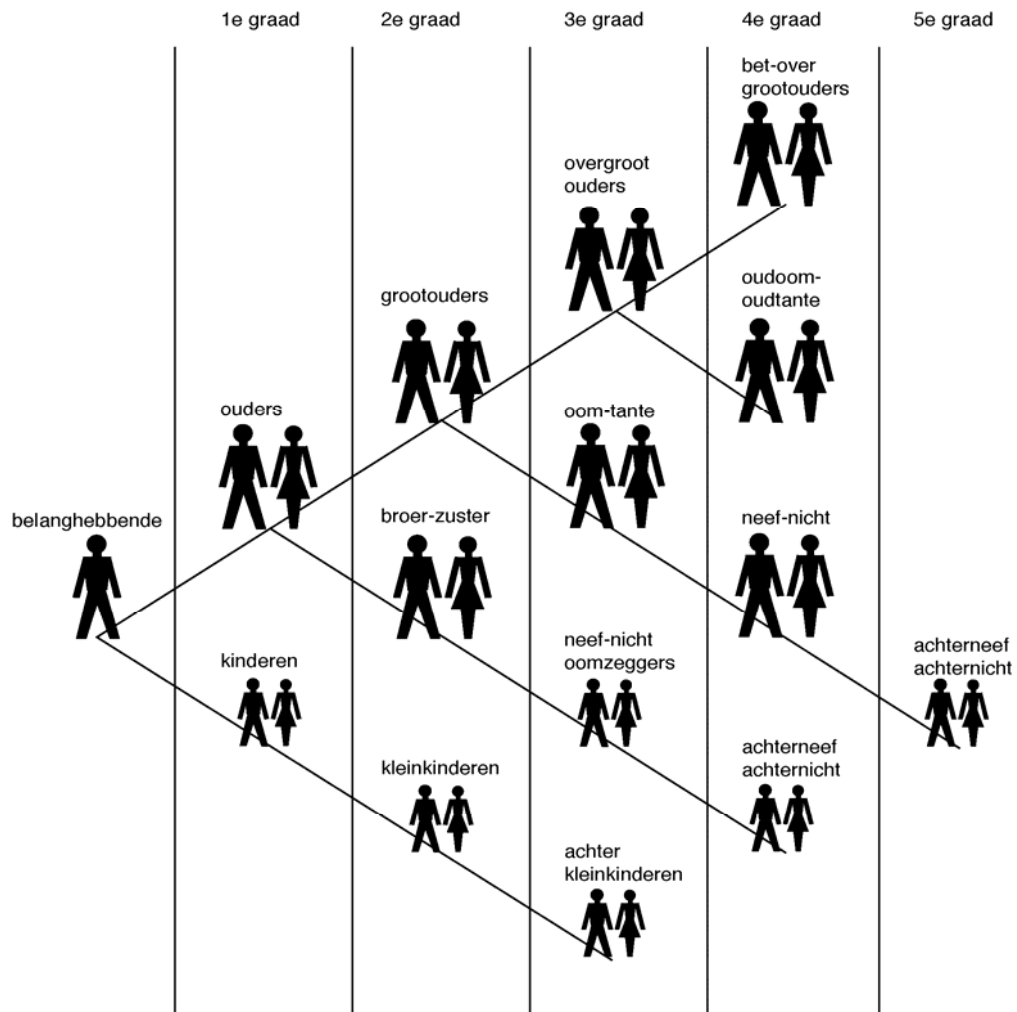 1e graad
2e graad
3e graad
4e graad
5e graad
bet-over
grootouders
overgroot
ouders
oudoom-
oudtante
grootouders
ouders
oom-tante
belanghebbende
broer-zuster
neef-nicht
kinderen
neef-nicht
oomzeggers
achterneef
achternicht
kleinkinderen
achterneef
achternicht
achter
kleinkinderen